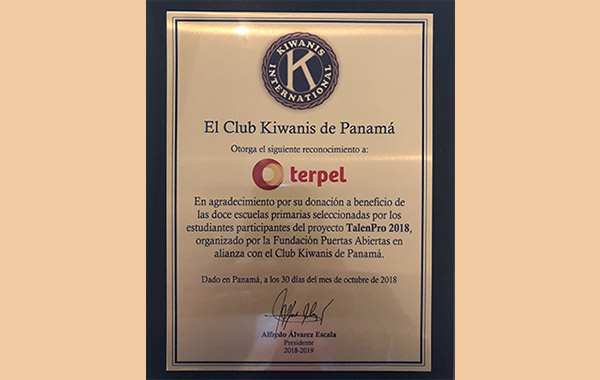 KIWANIS
K
INTERNATIONAL
El Club Kiwanis de Panamá
Otorga el siguiente reconocimiento a:
terpel
En agradecimiento por su donación a beneficio de
las doce escuelas primarias seleccionadas por los
estudiantes participantes del proyecto TalenPro 2018,
organizado por la Fundación Puertas Abiertas en
alianza con el Club Kiwanis de Panamá.
Dado en Panamá, a los 30 días del mes de octubre de 2018
Alfredo Álvarez Escala
Presidente
2018-2019